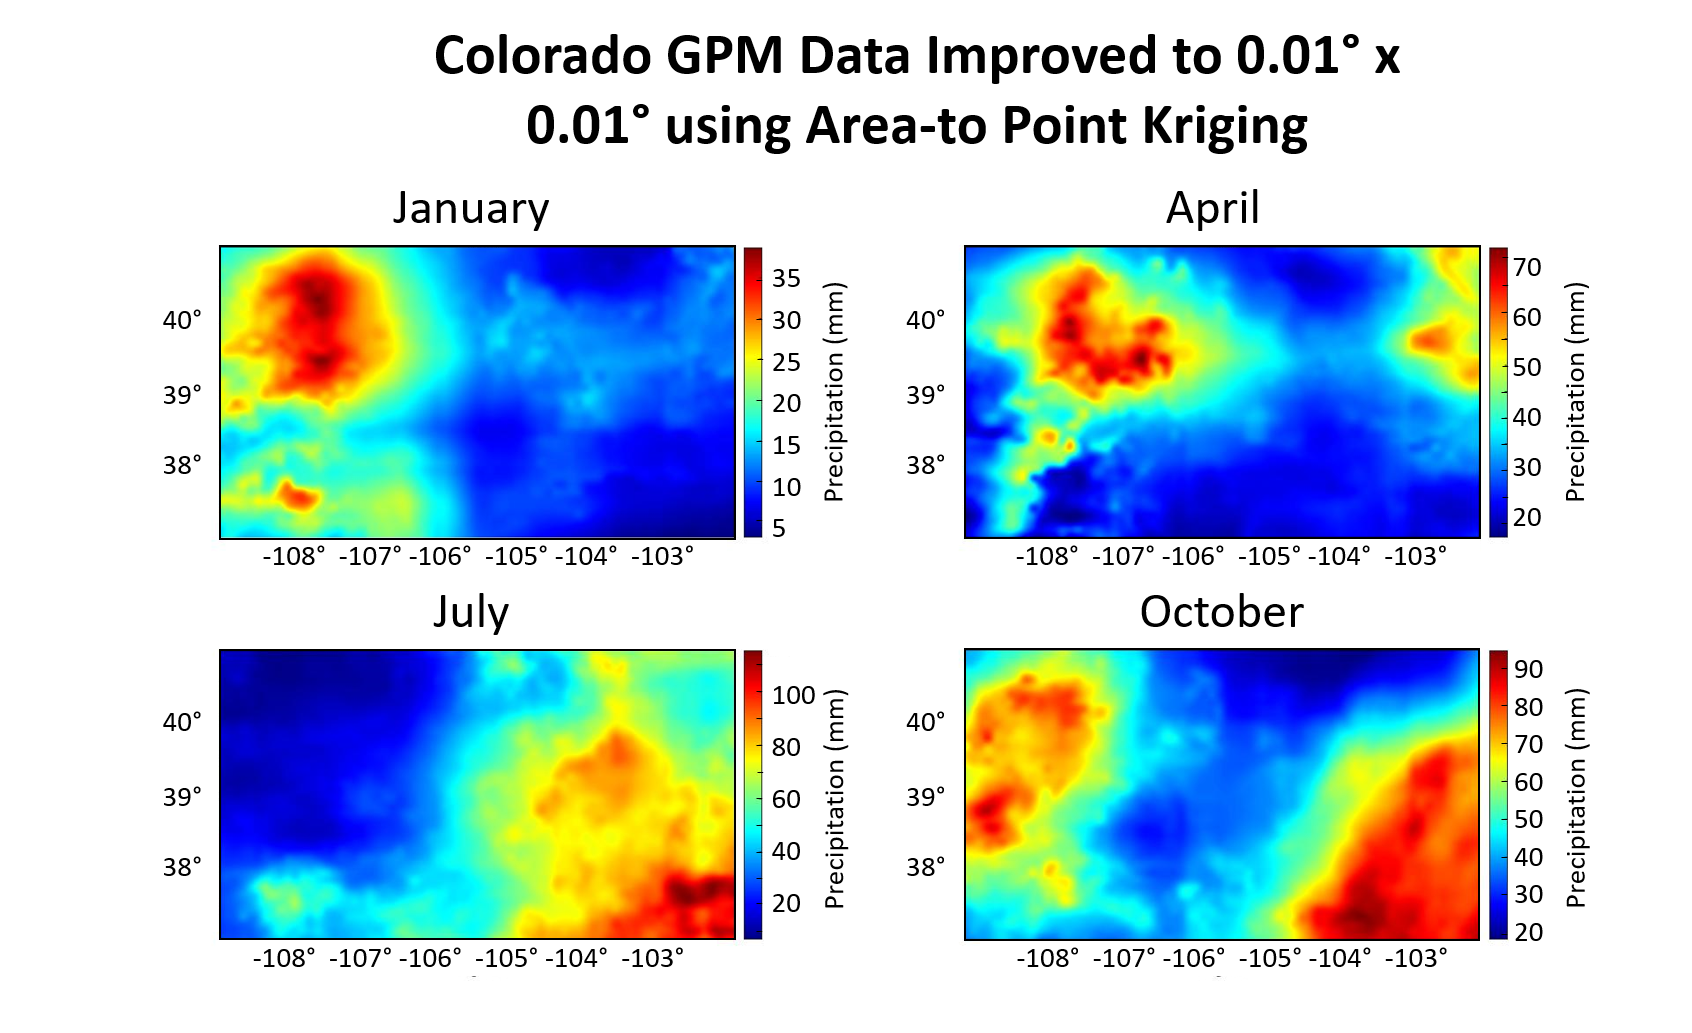 Colorado GPM Data Improved to 0.01° x
0.01° using Area-to Point Kriging
January
40°
39°
38°
-108° -107° -106° -105° -104° -103°
35
30
25
20
15
10
5
Precipitation (mm)
April
40°
39°
38°
-108° -107° -106° -105° -104° -103°
70
60
50
40
30
20
Precipitation (mm)
July
40°
39°
38°
-108° -107° -106° -105° -104° -103°
100
80
60
40
20
Precipitation (mm)
October
40°
39°
38°
-108° -107° -106° -105° -104° -103°
90
80
70
60
50
40
30
20
Precipitation (mm)